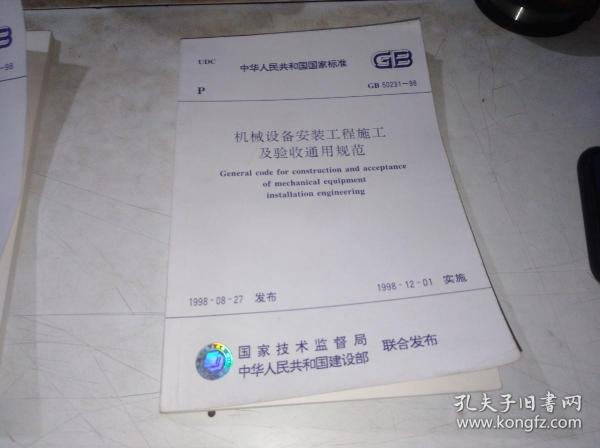 UDC
中华人民共和国国家标准
GB
P
GB 50231－98
机械设备安装工程施工
及验收通用规范
General code for construction and acceptance
of mechanical equipment
installation engineering
1998-08-27 发布
1998-12-01 实施
国家技术监督局
中华人民共和国建设部
联合发布
B
－98
孔夫子旧书网
www.kongfz.com